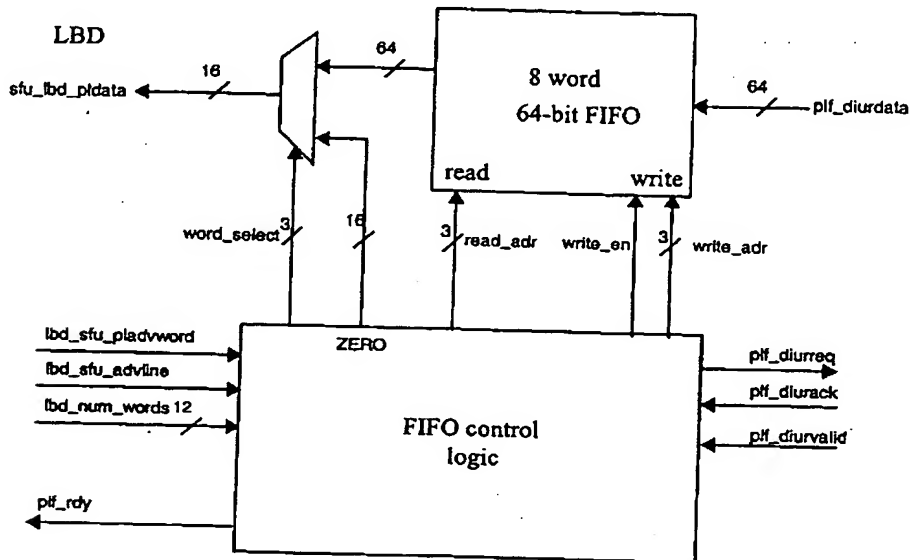 LBD
64
16
sfu_lbd_pldata
8 word
64-bit FIFO
64
plf_diurdata
read
write
word_select
3
16
3
read_adr
write_en
3
write_adr
lbd_sfu_pladvword
lbd_sfu_advline
lbd_num_words 12
ZERO
plf_diurreq
plf_diurack
plf_diurvalid
FIFO control
logic
plf_rdy